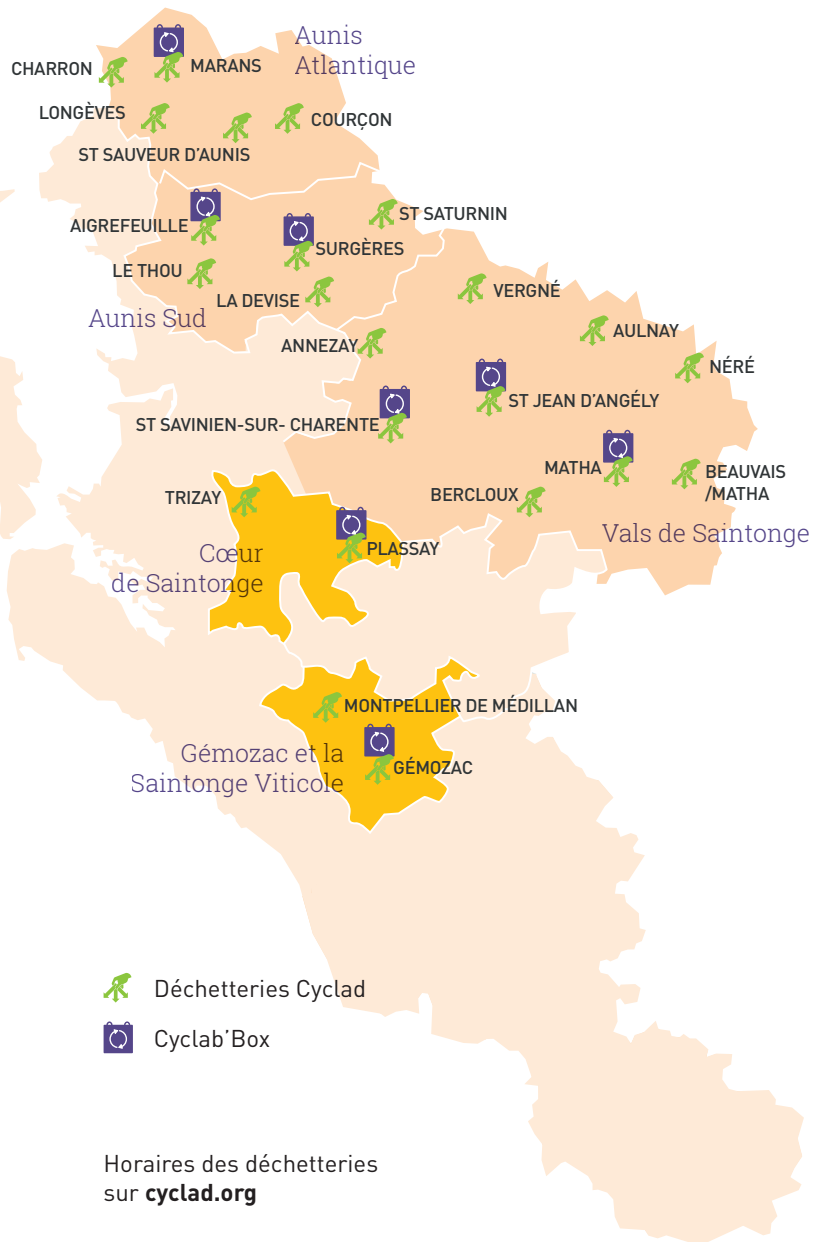 Aunis
Atlantique
CHARRON
MARANS
LONGÈVES
COURÇON
ST SAUVEUR D'AUNIS
ST SATURNIN
AIGREFEUILLE
SURGÈRES
LE THOU
LA DEVISE
VERGNÉ
Aunis Sud
AULNAY
ANNEZAY
NÉRÉ
ST JEAN D'ANGÉLY
ST SAVINIEN-SUR- CHARENTE
MATHA
BEAUVAIS
/MATHA
BERCLOUX
TRIZAY
Vals de Saintonge
PLASSAY
Cœur
de Saintonge
MONTPELLIER DE MÉDILLAN
Gémozac et la
Saintonge Viticole
GÉMOZAC
Déchetteries Cyclad
Cyclab'Box
Horaires des déchetteries
sur cyclad.org